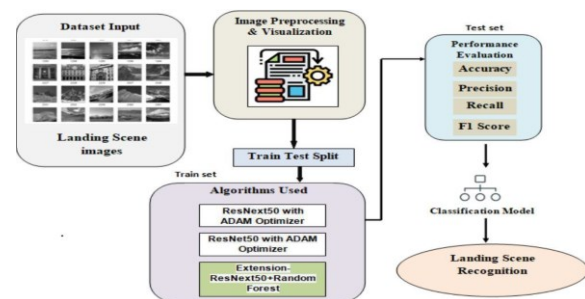 Dataset Input
Landing Scene
images
Image Preprocessing
& Visualization
Train Test Split
Train set
Algorithms Used
ResNext50 with
ADAM Optimizer
ResNet50 with ADAM
Optimizer
Extension-
ResNext50+Random
Forest
Test set
Performance
Evaluation
Accuracy
Precision
Recall
F1 Score
Classification Model
Landing Scene
Recognition